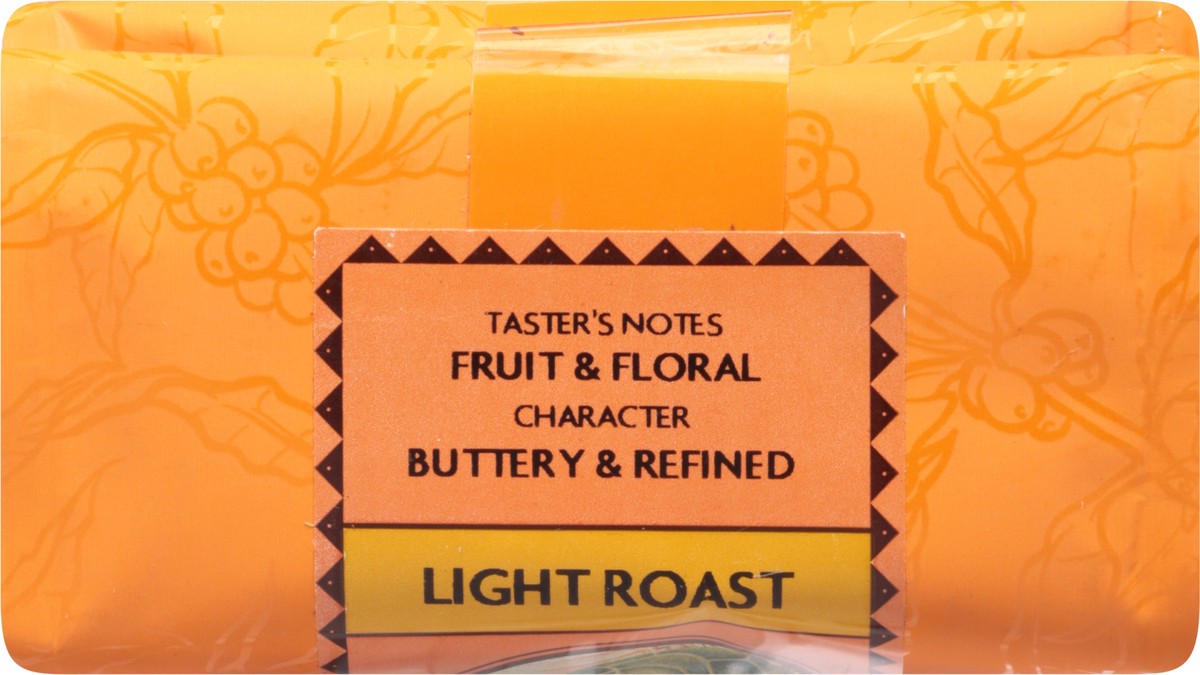 TASTER'S NOTES
FRUIT & FLORAL
CHARACTER
BUTTERY & REFINED
LIGHT ROAST